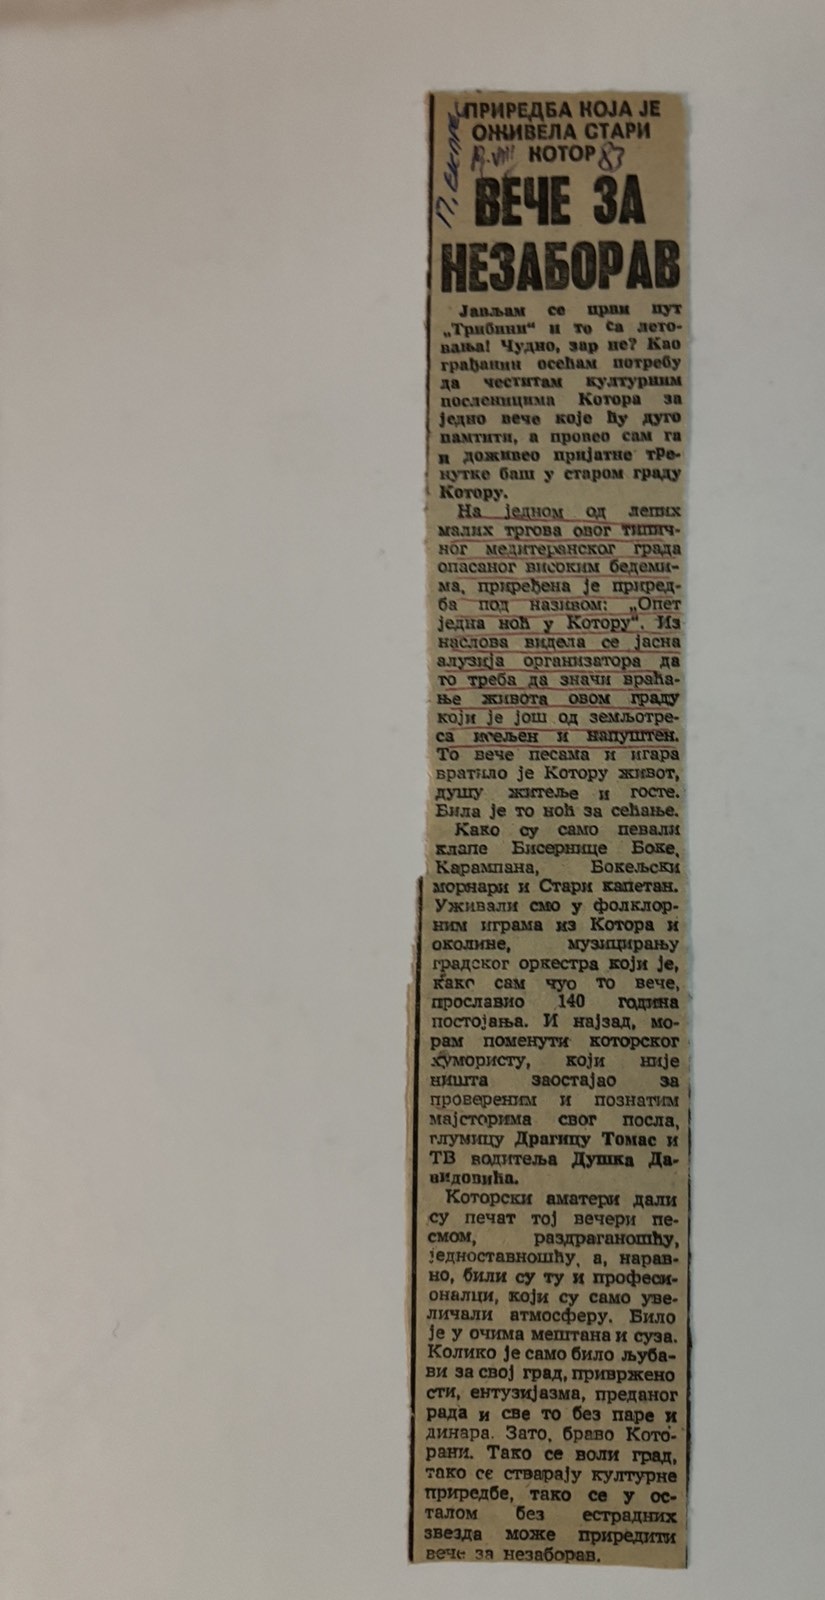 ПРИРЕДБА КОЈА ЈЕ
ОЖИВЕЛА СТАРИ
КОТОР 83
ВЕЧЕ ЗА
НЕЗАБОРАВ
Јављам се први пут
„Трибини“ и то са лето-
вања! Чудно, зар не? Као
грађанин осећам потребу
да честитам културним
посленицима Котора за
једно вече које ћу дуго
памтити, а провео сам га
и доживео пријатне тре-
нутке баш у старом граду
Котору.
На једном од лепих
малих тргова овог типич-
ног медитеранског града
опасаног високим бедеми-
ма, приређена је приред-
ба под називом: „Опет
једна ноћ у Котору“. Из
наслова видела се јасна
алузија организатора да
то треба да значи враћа-
ње живота овом граду
који је још од земљотре-
са исељен и напуштен.
То вече песама и игара
вратило је Котору живот,
душу житеље и госте.
Била је то ноћ за сећање.
Како су само певали
клапе Бисернице Боке,
Карампана, Бокељски
морнари и Стари капетан.
Уживали смо у фолклор-
ним играма из Котора и
околине, музицирању
градског оркестра који је,
како сам чуо то вече,
прославио 140 година
постојања. И најзад, мо-
рам поменути которског
хумористу, који није
ништа заостајао за
провереним и познатим
мајсторима свог посла,
глумицу Драгицу Томас и
ТВ водитеља Душка Да-
видовића.
Которски аматери дали
су печат тој вечери пе-
смом, раздраганошћу,
једноставношћу, а, нарав-
но, били су ту и професи-
оналци, који су само уве-
личали атмосферу. Било
је у очима мештана и суза.
Колико је само било љуба-
ви за свој град, привржено
сти, ентузијазма, преданог
рада и све то без паре и
динара. Зато, браво Кото-
рани. Тако се воли град,
тако се стварају културне
приредбе, тако се у ос-
талом без естрадних
звезда може приредити
вече за незаборав.